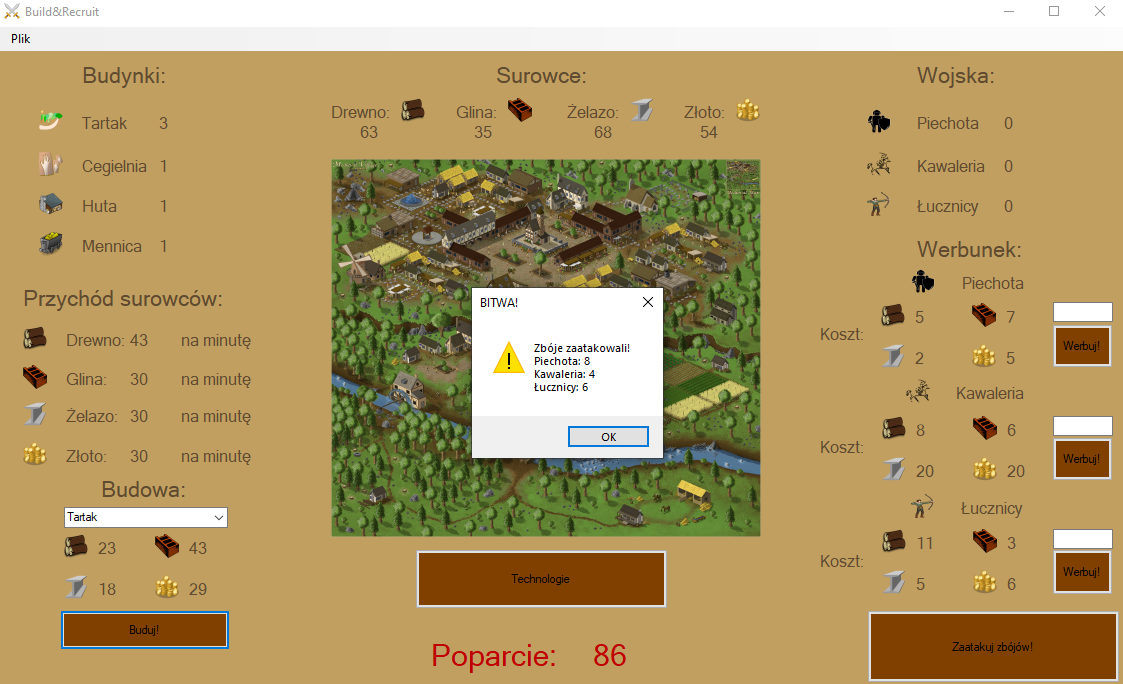 Build&Recruit
Plik
Budynki:
Tartak 3
Cegielnia 1
Huta 1
Mennica 1
Przychód surowców:
Drewno: 43 na minutę
Glina: 30 na minutę
Żelazo: 30 na minutę
Złoto: 30 na minutę
Budowa:
Tartak
23 43
18 29
Buduj!
Surowce:
Drewno: Glina: Żelazo: Złoto:
63 35 68 54
BITWA!
Zbóje zaatakowali!
Piechota: 8
Kawaleria: 4
Łucznicy: 6
OK
Technologie
Poparcie: 86
Wojska:
Piechota 0
Kawaleria 0
Łucznicy 0
Werbunek:
Piechota
Koszt:
5 7
2 5
Werbuj!
Kawaleria
Koszt:
8 6
20 20
Werbuj!
Łucznicy
Koszt:
11 3
5 6
Werbuj!
Zaatakuj zbójów!